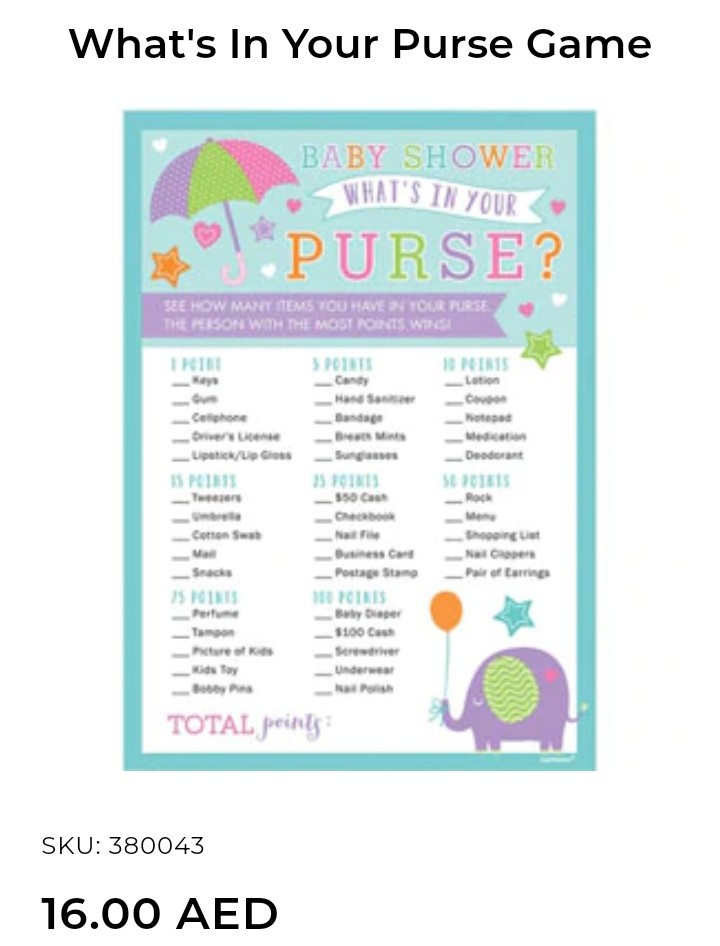 What's In Your Purse Game
BABY SHOWER
WHAT'S IN YOUR
PURSE?
SEE HOW MANY ITEMS YOU HAVE IN YOUR PURSE.
THE PERSON WITH THE MOST POINTS WINS!
1 POINT
__ Keys
__ Gum
__ Cellphone
__ Driver's License
__ Lipstick/Lip Gloss
5 POINTS
__ Candy
__ Hand Sanitizer
__ Bandage
__ Breath Mints
__ Sunglasses
10 POINTS
__ Lotion
__ Coupon
__ Notepad
__ Medication
__ Deodorant
15 POINTS
__ Tweezers
__ Umbrella
__ Cotton Swab
__ Mail
__ Snacks
25 POINTS
__ $50 Cash
__ Checkbook
__ Nail File
__ Business Card
__ Postage Stamp
50 POINTS
__ Rock
__ Menu
__ Shopping List
__ Nail Clippers
__ Pair of Earrings
75 POINTS
__ Perfume
__ Tampon
__ Picture of Kids
__ Kids Toy
__ Bobby Pins
100 POINTS
__ Baby Diaper
__ $100 Cash
__ Screwdriver
__ Underwear
__ Nail Polish
TOTAL points:
SKU: 380043
16.00 AED